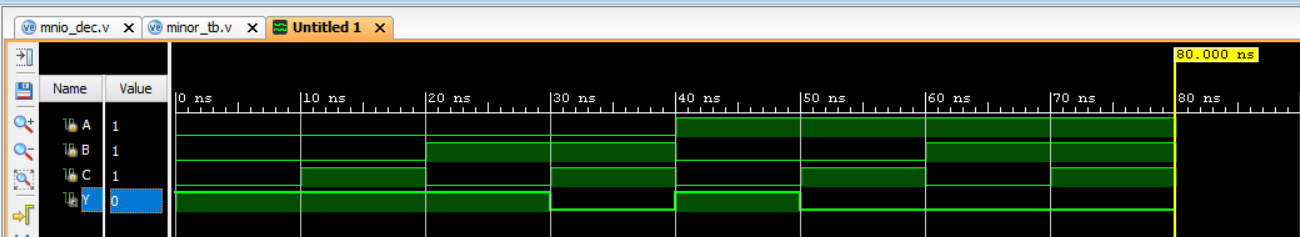 mnio_dec.v X minor_tb.v X Untitled 1 X
80.000 ns
Name Value
0 ns 10 ns 20 ns 30 ns 40 ns 50 ns 60 ns 70 ns 80 ns
A 1
B 1
C 1
Y 0